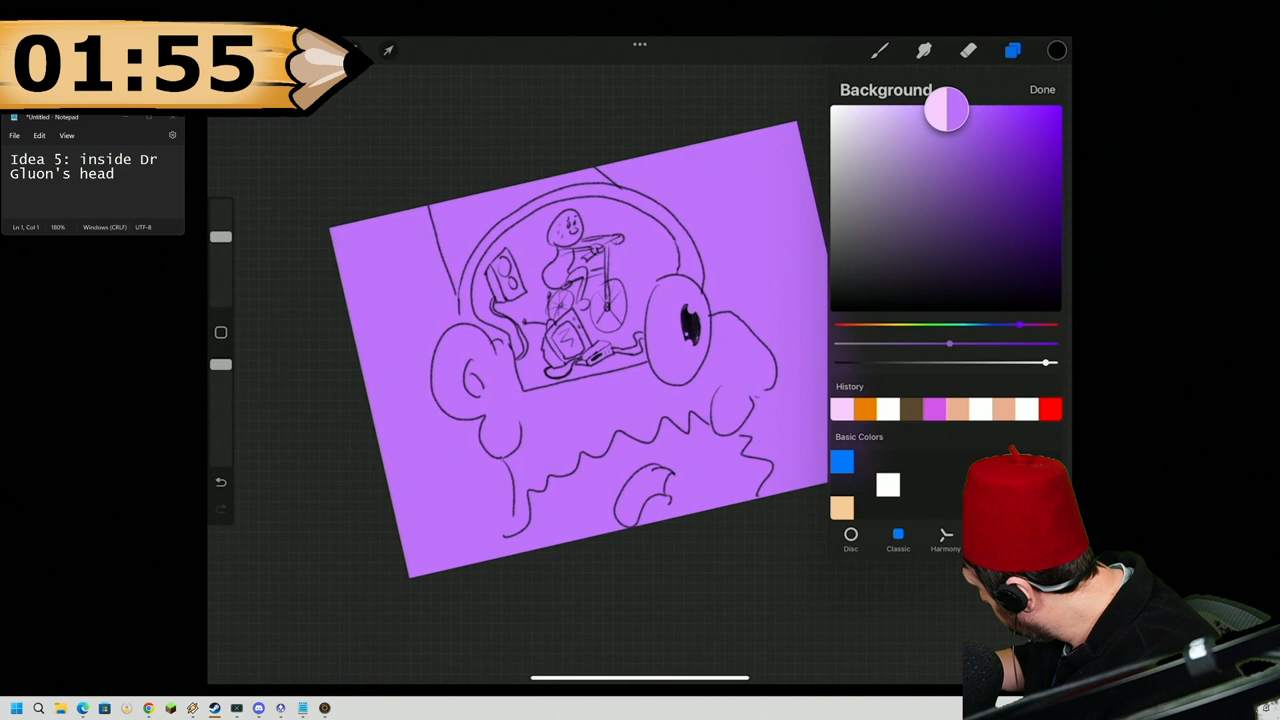 01:55
*Untitled - Notepad
File Edit View
Idea 5: inside Dr
Gluon's head
Ln 1, Col 1 180% Windows (CRLF) UTF-8
Background Done
History
Basic Colors
Disc Classic Harmony